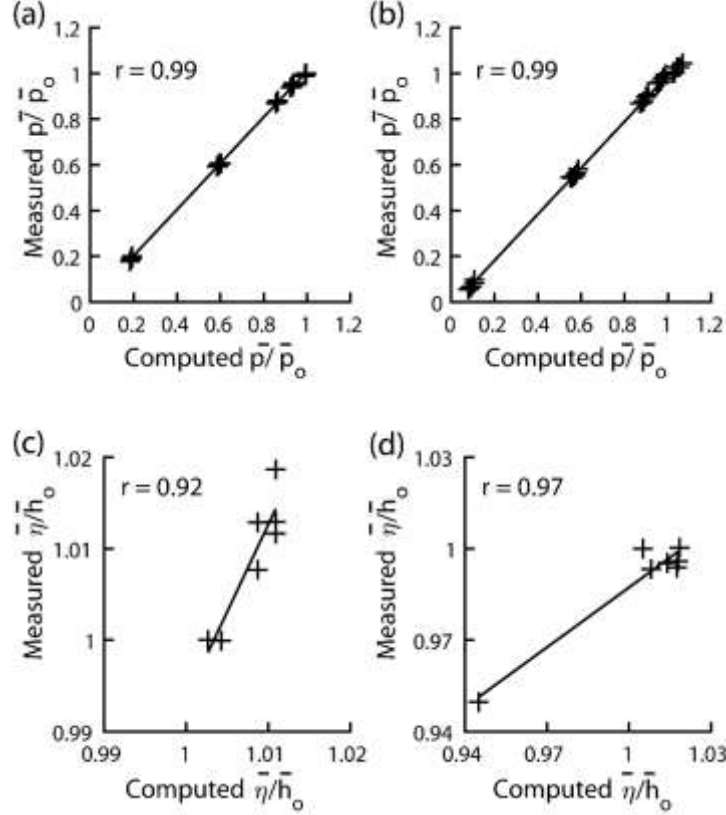 (a)
r = 0.99
Measured p̄/p̄ₒ
1.2
1
0.8
0.6
0.4
0.2
0
0 0.2 0.4 0.6 0.8 1 1.2
Computed p̄/p̄ₒ
(b)
r = 0.99
Measured p̄/p̄ₒ
1.2
1
0.8
0.6
0.4
0.2
0
0 0.2 0.4 0.6 0.8 1 1.2
Computed p̄/p̄ₒ
(c)
r = 0.92
Measured η̄/h̄ₒ
1.02
1.01
1
0.99
0.99 1 1.01 1.02
Computed η̄/h̄ₒ
(d)
r = 0.97
Measured η̄/h̄ₒ
1.03
1
0.97
0.94
0.94 0.97 1 1.03
Computed η̄/h̄ₒ